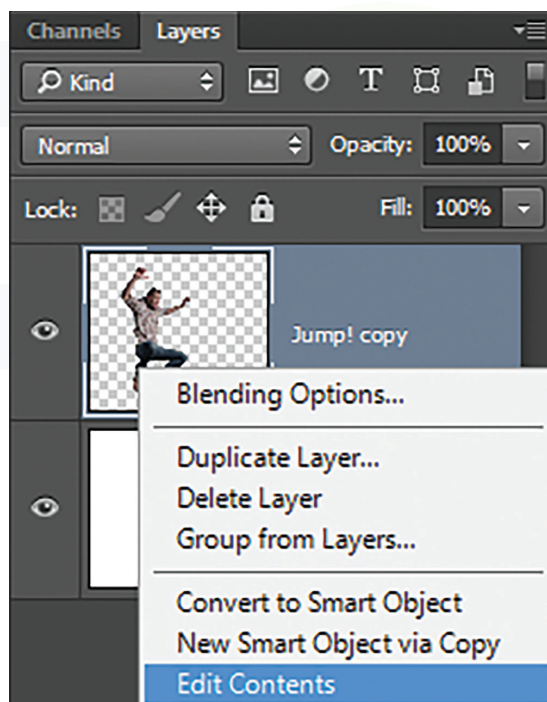 Channels Layers
Kind T
Normal Opacity: 100%
Lock: Fill: 100%
Jump! copy
Blending Options...
Duplicate Layer...
Delete Layer
Group from Layers...
Convert to Smart Object
New Smart Object via Copy
Edit Contents